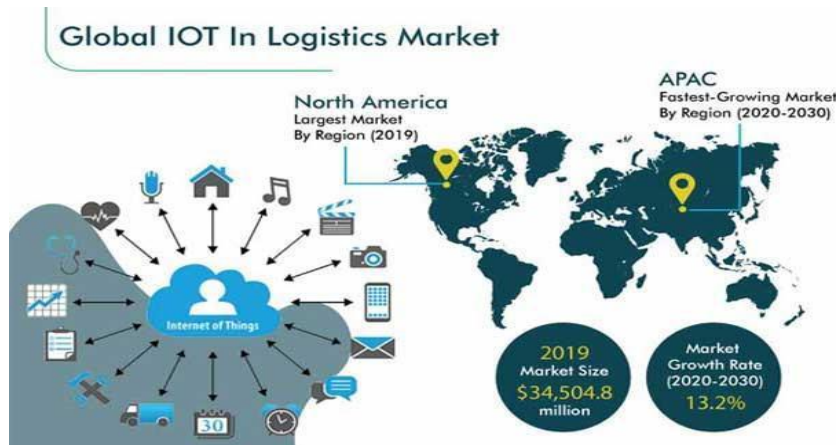 Global IOT In Logistics Market
North America
Largest Market
By Region (2019)
APAC
Fastest-Growing Market
By Region (2020-2030)
Internet of Things
30
2019
Market Size
$34,504.8
million
Market
Growth Rate
(2020-2030)
13.2%